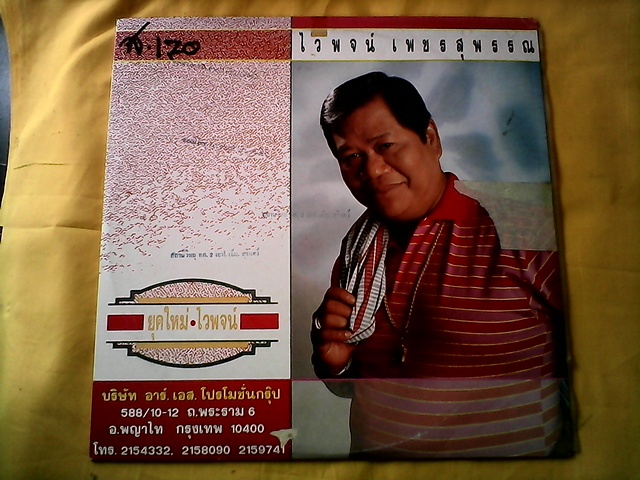 ส.120
ไวพจน์ เพชรสุพรรณ
ยุคใหม่•ไวพจน์
บริษัท อาร์.เอส.โปรโมชั่นกรุ๊ป
588/10-12 ถ.พระราม 6
อ.พญาไท กรุงเทพ 10400
โทร. 2154332, 2158090 2159741